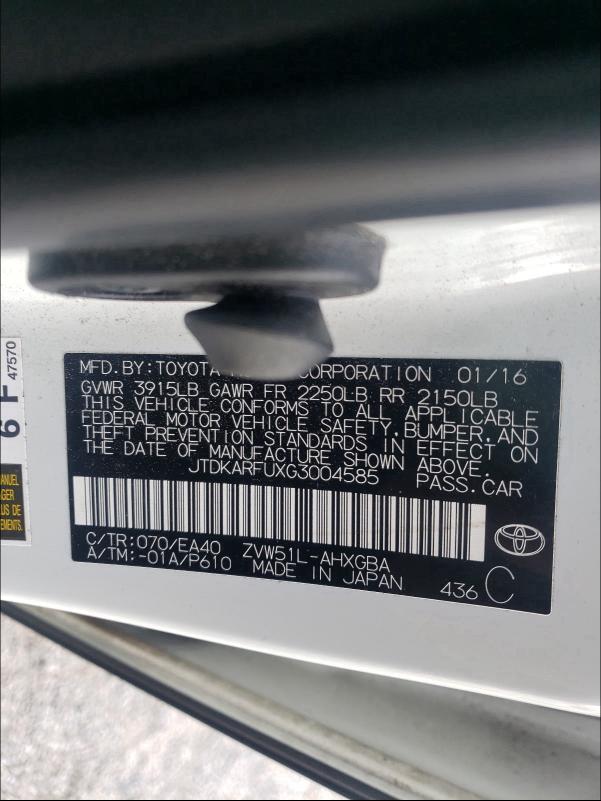 MFD.BY:TOYOTA CORPORATION 01/16
GVWR 3915LB GAWR FR 2250LB RR 2150LB
THIS VEHICLE CONFORMS TO ALL APPLICABLE
FEDERAL MOTOR VEHICLE SAFETY,BUMPER,AND
THEFT PREVENTION STANDARDS IN EFFECT ON
THE DATE OF MANUFACTURE SHOWN ABOVE.
JTDKARFUXG3004585 PASS.CAR
C/TR:070/EA40 ZVW51L-AHXGBA
A/TM:-01A/P610 MADE IN JAPAN 436 C
6 F
47570